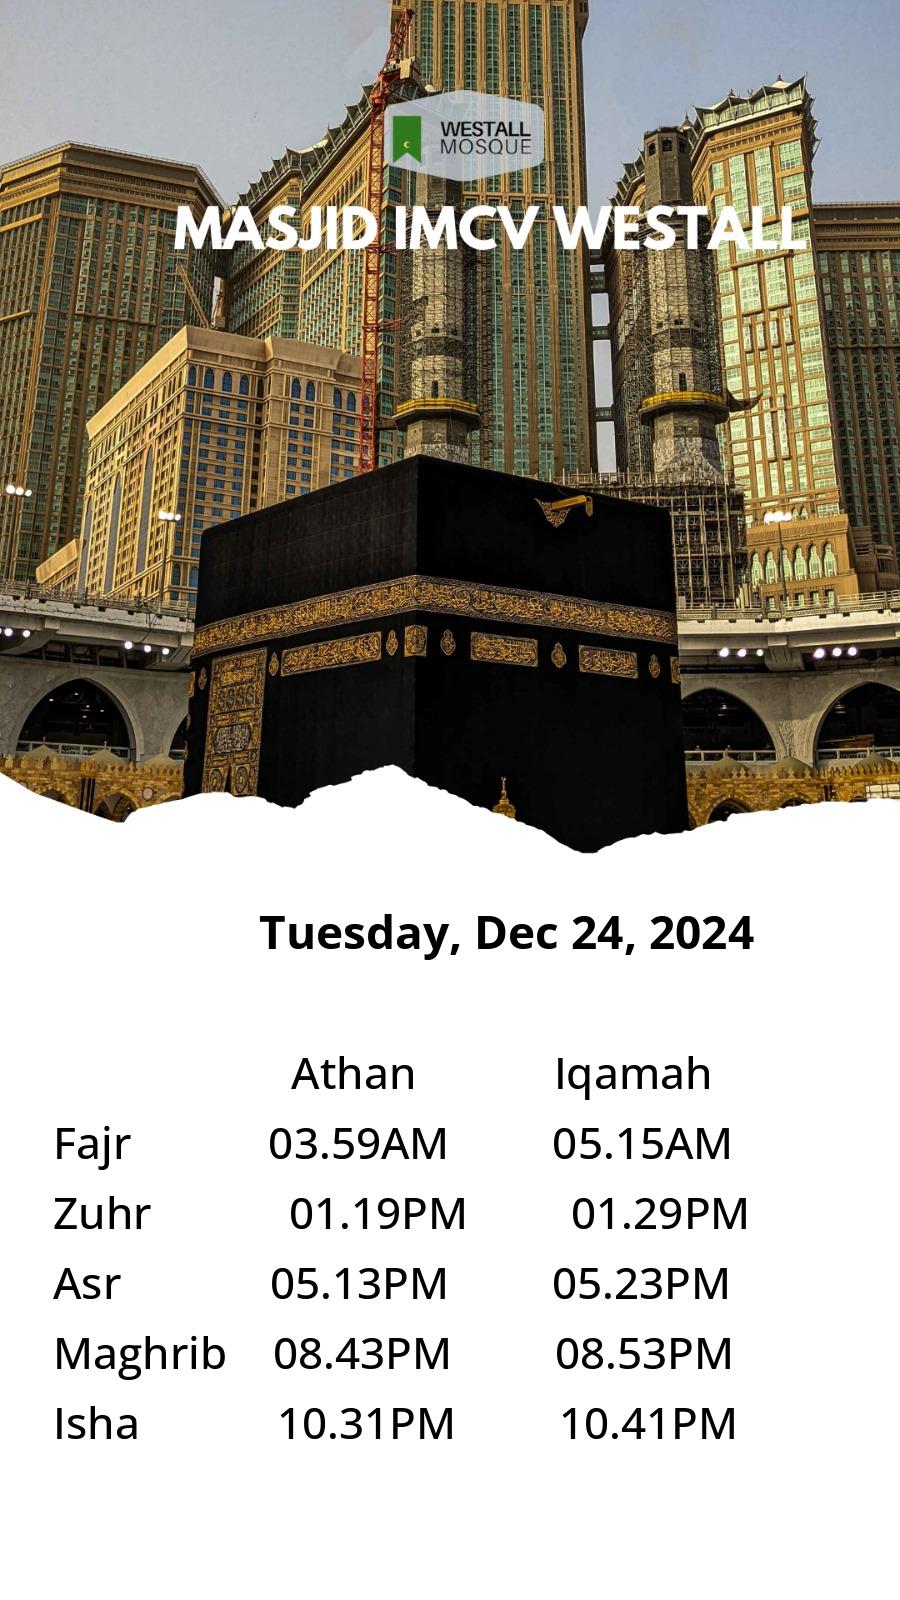 WESTALL
MOSQUE
MASJID IMCV WESTALL
Tuesday, Dec 24, 2024
Athan Iqamah
Fajr 03.59AM 05.15AM
Zuhr 01.19PM 01.29PM
Asr 05.13PM 05.23PM
Maghrib 08.43PM 08.53PM
Isha 10.31PM 10.41PM